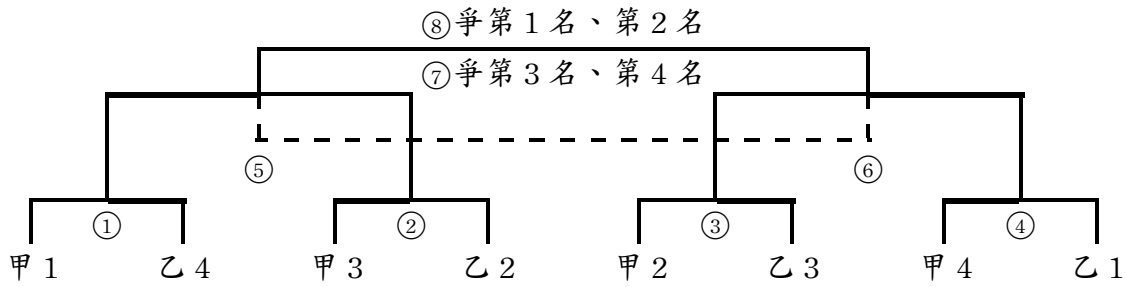 ⑧爭第1名、第2名
⑦爭第3名、第4名
⑤ ⑥
① ② ③ ④
甲1 乙4 甲3 乙2 甲2 乙3 甲4 乙1